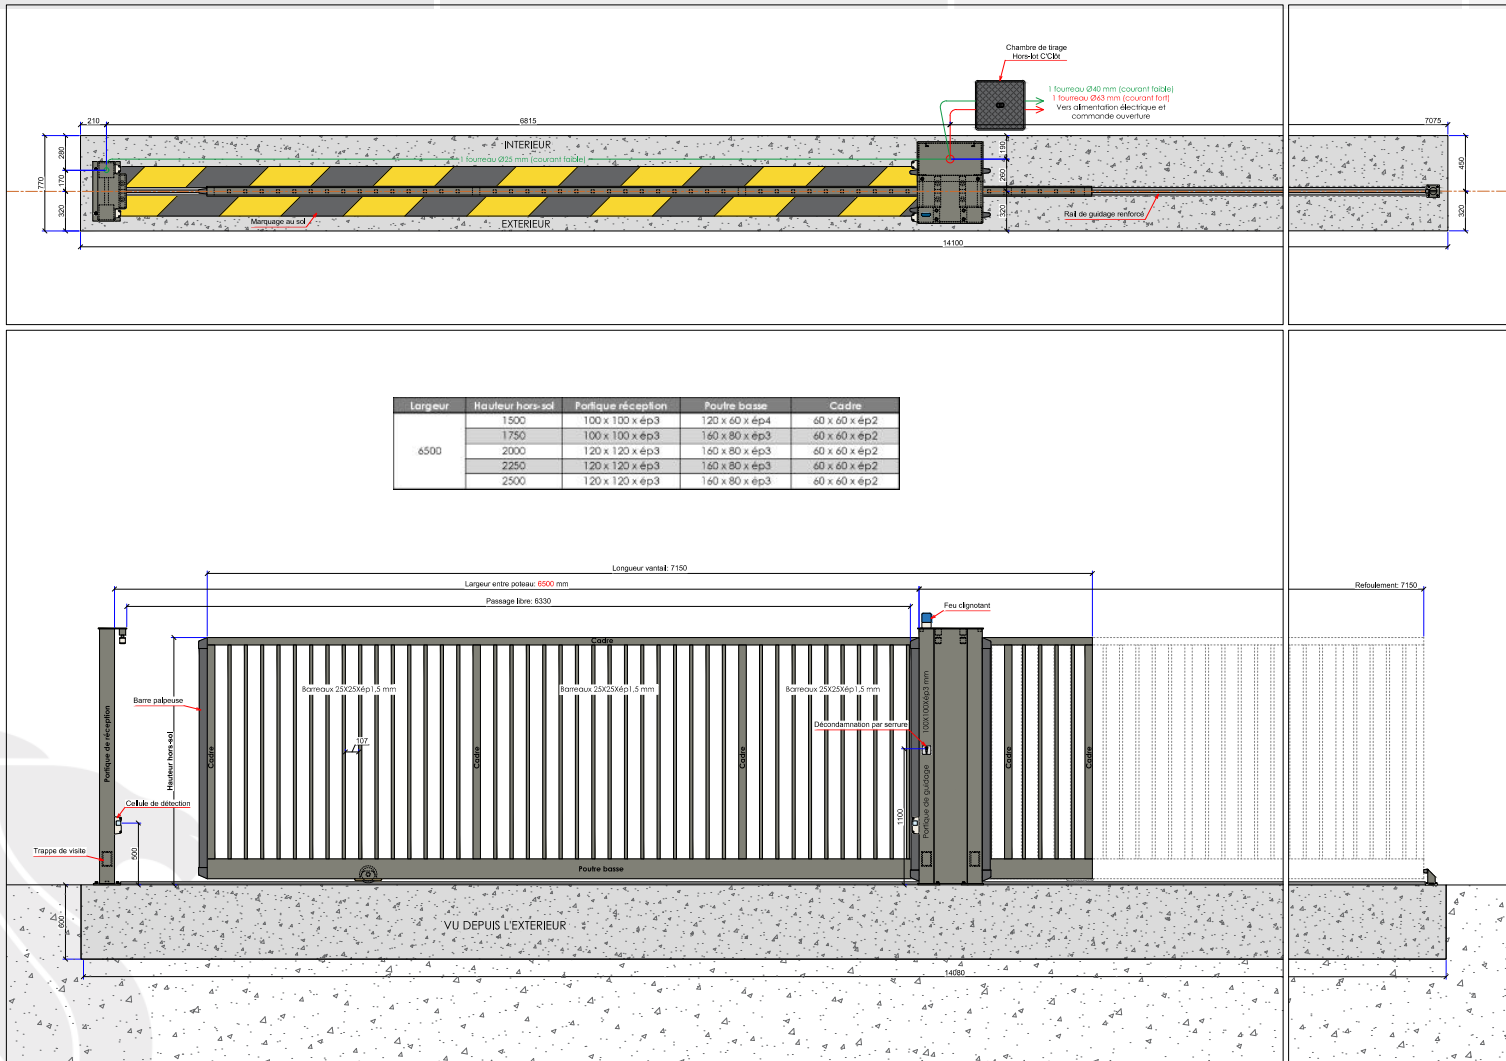 Chambre de tirage
Hors-lot C'Clôt
1 fourreau Ø40 mm (courant faible)
1 fourreau Ø63 mm (courant fort)
Vers alimentation électrique et
commande ouverture
210
6815
7075
INTERIEUR
1 fourreau Ø25 mm (courant faible)
280
170
320
770
190
260
320
450
320
Marquage au sol
EXTERIEUR
Rail de guidage renforcé
14100
Largeur Hauteur hors-sol Portique réception Poutre basse Cadre
6500
1500 100 x 100 x ép3 120 x 60 x ép4 60 x 60 x ép2
1750 100 x 100 x ép3 160 x 80 x ép3 60 x 60 x ép2
2000 120 x 120 x ép3 160 x 80 x ép3 60 x 60 x ép2
2250 120 x 120 x ép3 160 x 80 x ép3 60 x 60 x ép2
2500 120 x 120 x ép3 160 x 80 x ép3 60 x 60 x ép2
Longueur vantail: 7150
Largeur entre poteau: 6500 mm
Refoulement: 7150
Passage libre: 6330
Feu clignotant
Cadre
Barreaux 25X25Xép1,5 mm
Barreaux 25X25Xép1,5 mm
Barreaux 25X25Xép1,5 mm
Barre palpeuse
Décondamnation par serrure
107
Portique de réception
Hauteur hors-sol
Cadre
Cadre
Cadre
Cadre
Cadre
Portique de guidage 100X100Xép3 mm
1100
Cellule de détection
500
Trappe de visite
Poutre basse
600
VU DEPUIS L'EXTERIEUR
14080